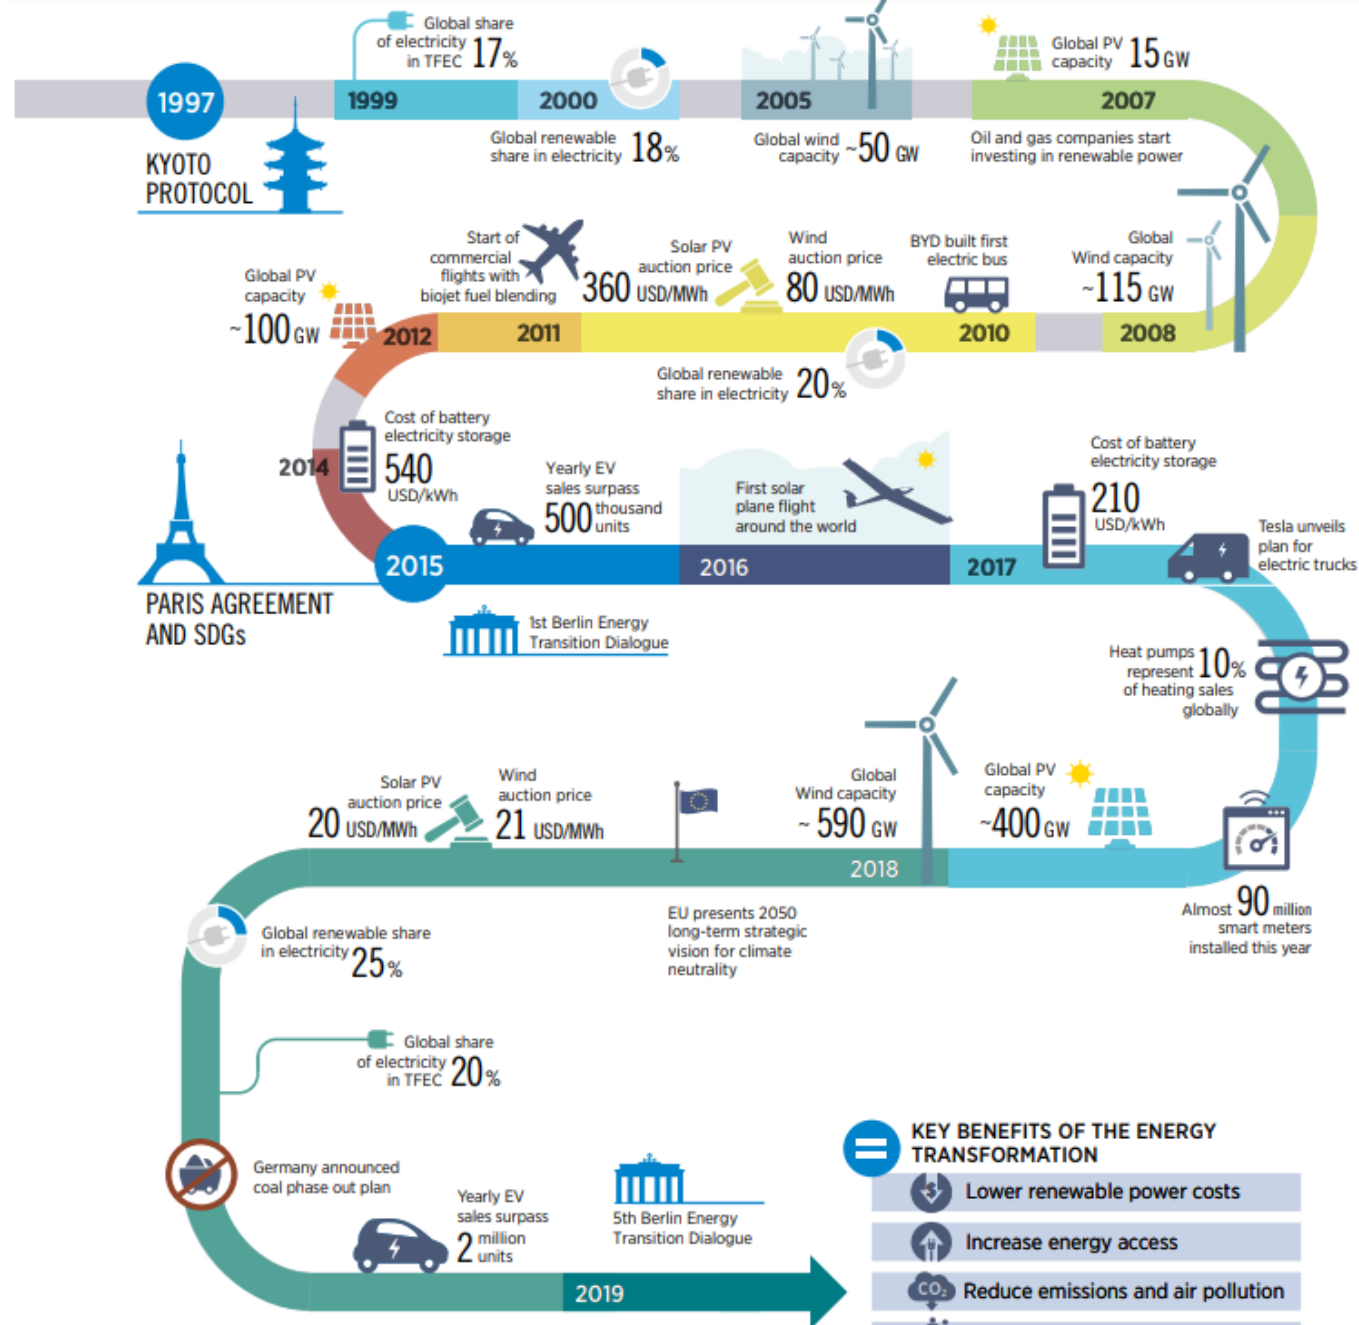 Global share
of electricity 17%
in TFEC
1997
1999
2000
2005
2007
Global PV
capacity 15 GW
KYOTO
PROTOCOL
Global renewable
share in electricity 18%
Global wind
capacity ~50 GW
Oil and gas companies start
investing in renewable power
Global
Wind capacity
~115 GW
BYD built first
electric bus
Wind
auction price
80 USD/MWh
Solar PV
auction price
360 USD/MWh
Start of
commercial
flights with
biojet fuel blending
Global PV
capacity
~100 GW
2008
2010
2011
2012
Global renewable
share in electricity 20%
2014
Cost of battery
electricity storage
540
USD/kWh
PARIS AGREEMENT
AND SDGs
2015
Yearly EV
sales surpass
500 thousand
units
1st Berlin Energy
Transition Dialogue
First solar
plane flight
around the world
2016
2017
Cost of battery
electricity storage
210
USD/kWh
Tesla unveils
plan for
electric trucks
Heat pumps
represent 10%
of heating sales
globally
Almost 90 million
smart meters
installed this year
Global PV
capacity
~400 GW
Global
Wind capacity
~ 590 GW
2018
EU presents 2050
long-term strategic
vision for climate
neutrality
Wind
auction price
21 USD/MWh
Solar PV
auction price
20 USD/MWh
Global renewable share
in electricity 25%
Global share
of electricity 20%
in TFEC
Germany announced
coal phase out plan
Yearly EV
sales surpass
2 million
units
5th Berlin Energy
Transition Dialogue
2019
KEY BENEFITS OF THE ENERGY
TRANSFORMATION
$ Lower renewable power costs
Increase energy access
CO₂ Reduce emissions and air pollution